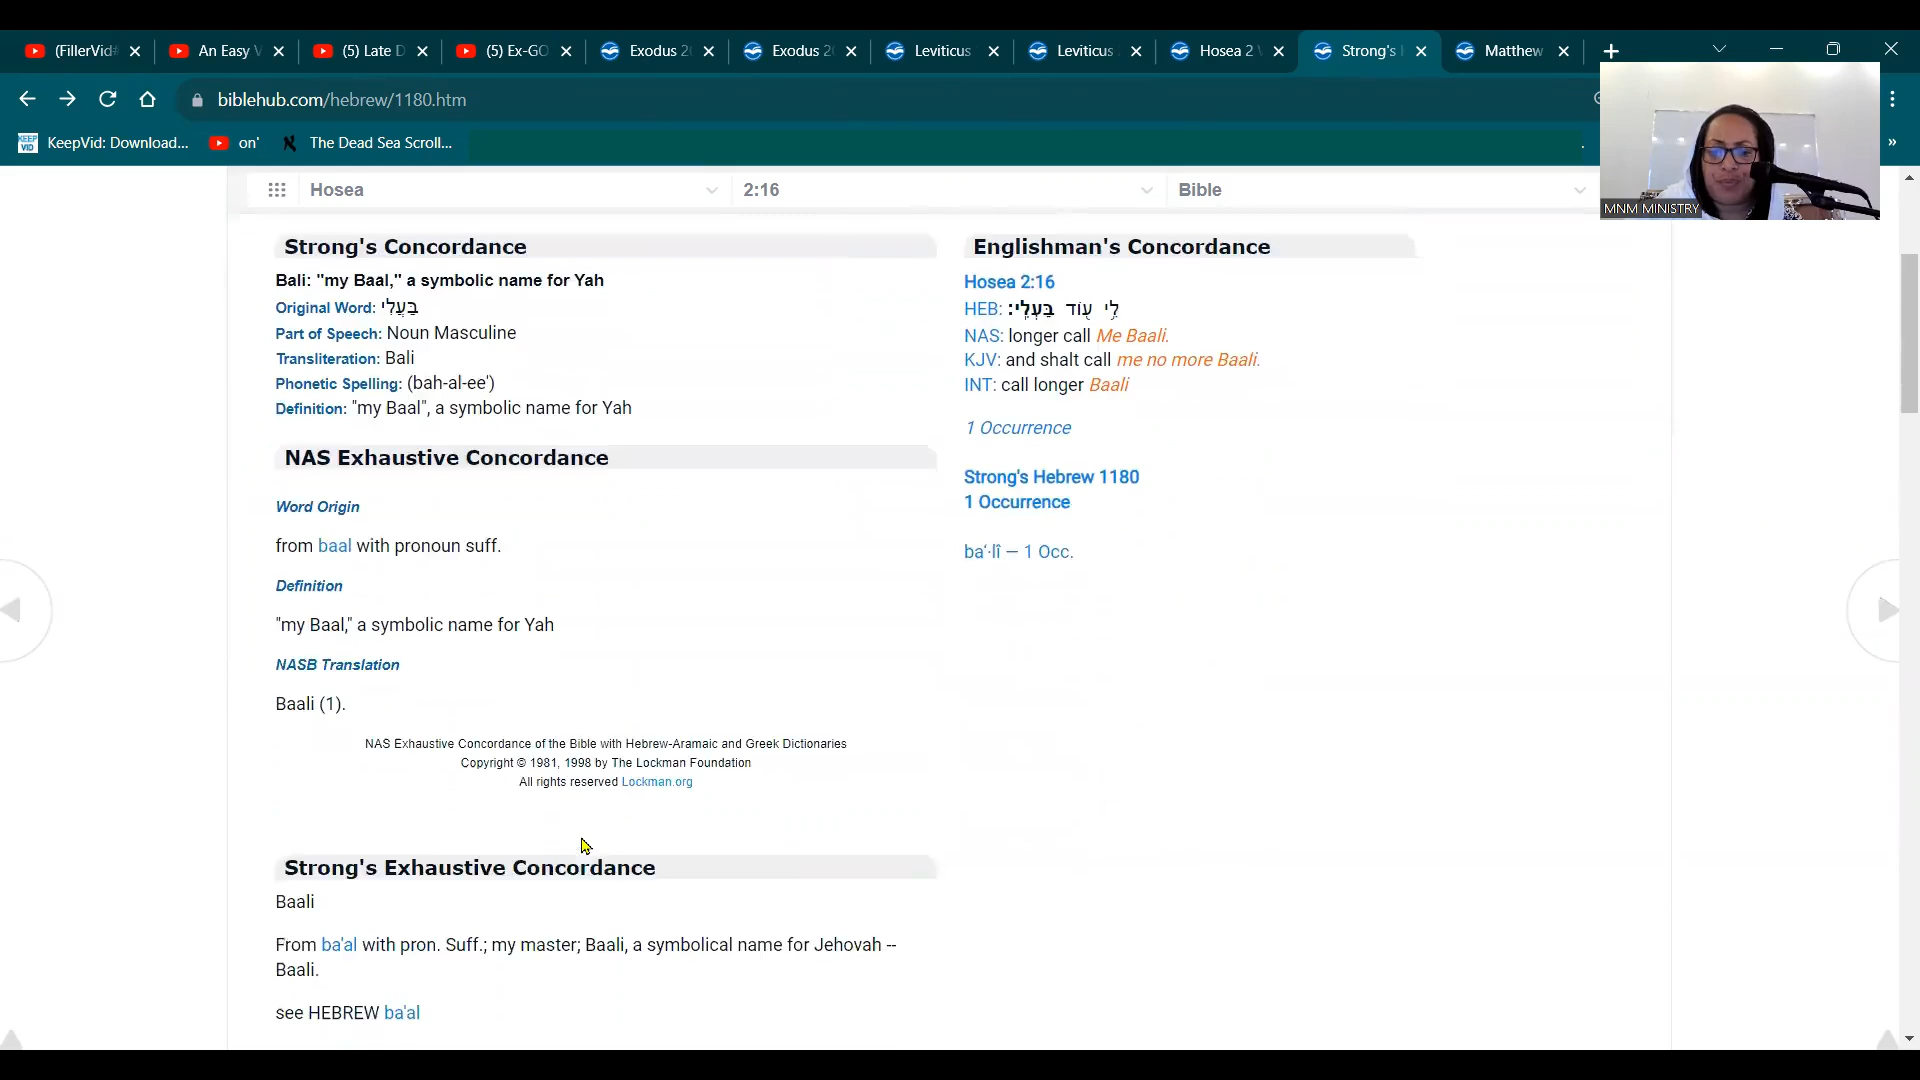 (FillerVid#
An Easy V
(5) Late D
(5) Ex-GO
Exodus 2
Exodus 20
Leviticus
Leviticus
Hosea 2 V
Strong's
Matthew
biblehub.com/hebrew/1180.htm
KEEP VID
KeepVid: Download...
on'
The Dead Sea Scroll...
»
MNM MINISTRY
Hosea
2:16
Bible
Strong's Concordance
Bali: "my Baal," a symbolic name for Yah
Original Word: בַּעֲלִי
Part of Speech: Noun Masculine
Transliteration: Bali
Phonetic Spelling: (bah-al-ee')
Definition: "my Baal", a symbolic name for Yah
NAS Exhaustive Concordance
Word Origin
from baal with pronoun suff.
Definition
"my Baal," a symbolic name for Yah
NASB Translation
Baali (1).
NAS Exhaustive Concordance of the Bible with Hebrew-Aramaic and Greek Dictionaries
Copyright © 1981, 1998 by The Lockman Foundation
All rights reserved Lockman.org
Strong's Exhaustive Concordance
Baali
From ba'al with pron. Suff.; my master; Baali, a symbolical name for Jehovah --
Baali.
see HEBREW ba'al
Englishman's Concordance
Hosea 2:16
HEB: לִ֥י ע֖וֹד בַּעְלִֽי׃
NAS: longer call Me Baali.
KJV: and shalt call me no more Baali.
INT: call longer Baali
1 Occurrence
Strong's Hebrew 1180
1 Occurrence
ba‘·lî — 1 Occ.